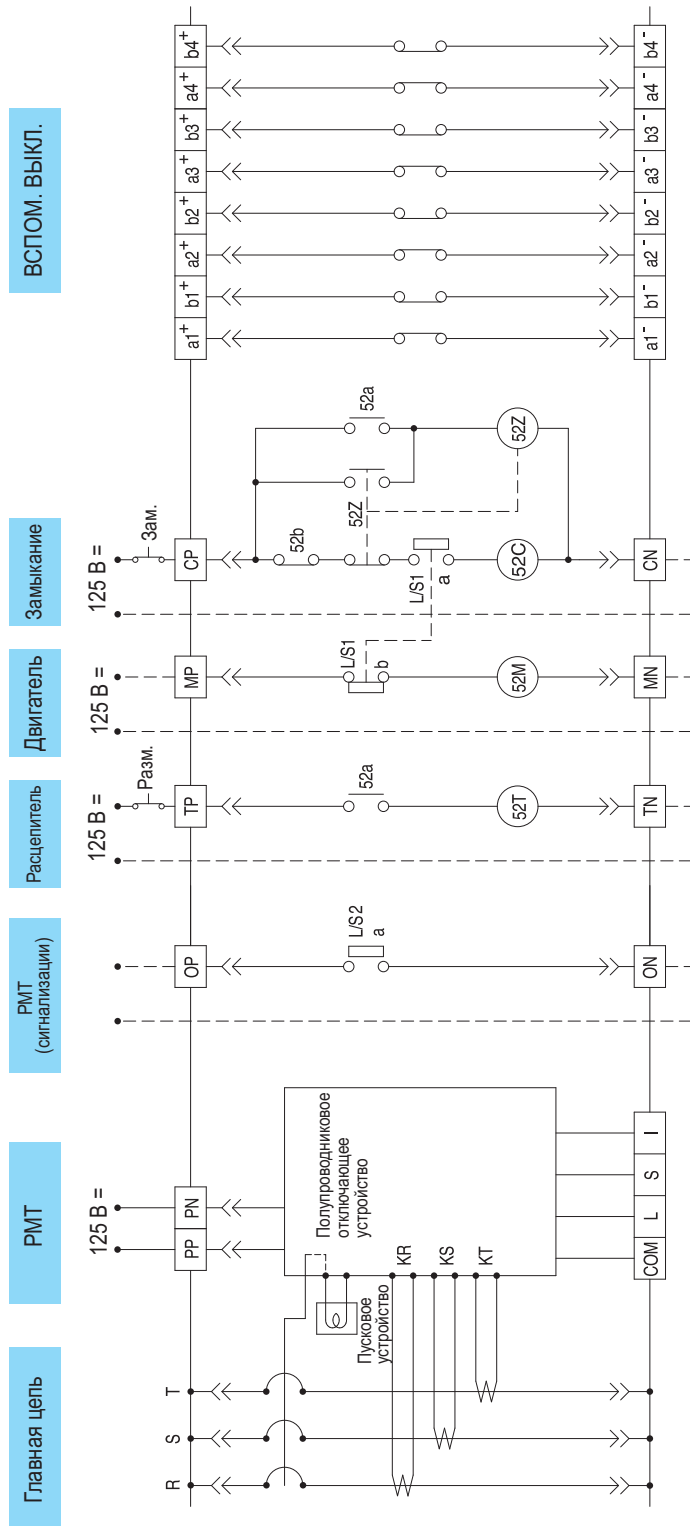 Главная цепь
РМТ
РМТ
(сигнализации)
Расцепитель
Двигатель
Замыкание
ВСПОМ. ВЫКЛ.
125 В =
125 В =
125 В =
125 В =
Разм.
Зам.
R
S
T
PP
PN
OP
TP
MP
CP
a1+
b1+
a2+
b2+
a3+
b3+
a4+
b4+
Пусковое
устройство
Полупроводниковое
отключающее
устройство
KR
KS
KT
L/S2
a
52a
L/S1
b
52b
52Z
52a
L/S1
a
52T
52M
52C
52Z
COM
L
S
I
ON
TN
MN
CN
a1-
b1-
a2-
b2-
a3-
b3-
a4-
b4-